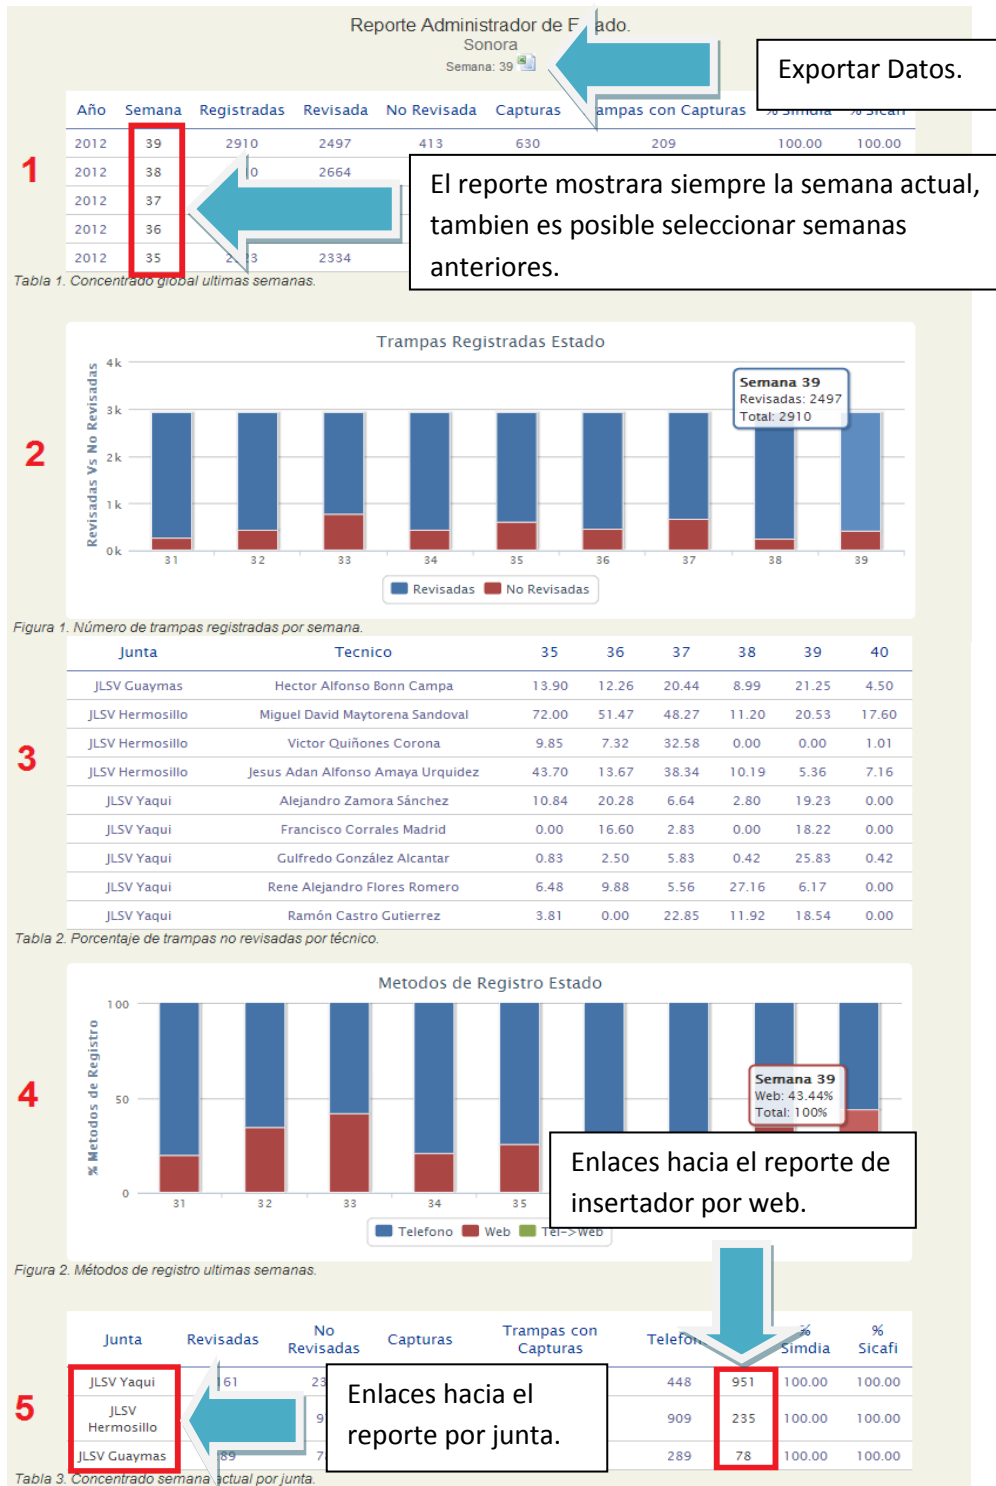 Reporte Administrador de E ado.
Sonora
Semana: 39
Exportar Datos.
Año Semana Registradas Revisada No Revisada Capturas ampas con Capturas % Simdia % Sicafi
2012 39 2910 2497 413 630 209 100.00 100.00
2012 38 0 2664
2012 37
2012 36
2012 35 2334
1
El reporte mostrara siempre la semana actual,
tambien es posible seleccionar semanas
anteriores.
Tabla 1. Concentrado global ultimas semanas.
Trampas Registradas Estado
Revisadas Vs No Revisadas
4k
3k
2k
1k
0k
Semana 39
Revisadas: 2497
Total: 2910
2
31 32 33 34 35 36 37 38 39
Revisadas No Revisadas
Figura 1. Número de trampas registradas por semana.
Junta Tecnico 35 36 37 38 39 40
JLSV Guaymas Hector Alfonso Bonn Campa 13.90 12.26 20.44 8.99 21.25 4.50
JLSV Hermosillo Miguel David Maytorena Sandoval 72.00 51.47 48.27 11.20 20.53 17.60
JLSV Hermosillo Victor Quiñones Corona 9.85 7.32 32.58 0.00 0.00 1.01
JLSV Hermosillo Jesus Adan Alfonso Amaya Urquidez 43.70 13.67 38.34 10.19 5.36 7.16
JLSV Yaqui Alejandro Zamora Sánchez 10.84 20.28 6.64 2.80 19.23 0.00
JLSV Yaqui Francisco Corrales Madrid 0.00 16.60 2.83 0.00 18.22 0.00
JLSV Yaqui Gulfredo González Alcantar 0.83 2.50 5.83 0.42 25.83 0.42
JLSV Yaqui Rene Alejandro Flores Romero 6.48 9.88 5.56 27.16 6.17 0.00
JLSV Yaqui Ramón Castro Gutierrez 3.81 0.00 22.85 11.92 18.54 0.00
3
Tabla 2. Porcentaje de trampas no revisadas por técnico.
Metodos de Registro Estado
% Metodos de Registro
100
50
0
Semana 39
Web: 43.44%
Total: 100%
4
Enlaces hacia el reporte de
insertador por web.
31 32 33 34 35
Telefono Web Tel->Web
Figura 2. Métodos de registro ultimas semanas.
Junta Revisadas No Revisadas Capturas Trampas con Capturas Telefon % Simdia % Sicafi
JLSV Yaqui 161 23 448 951 100.00 100.00
JLSV Hermosillo 9 909 235 100.00 100.00
JLSV Guaymas 89 7 289 78 100.00 100.00
5
Enlaces hacia el
reporte por junta.
Tabla 3. Concentrado semana actual por junta.